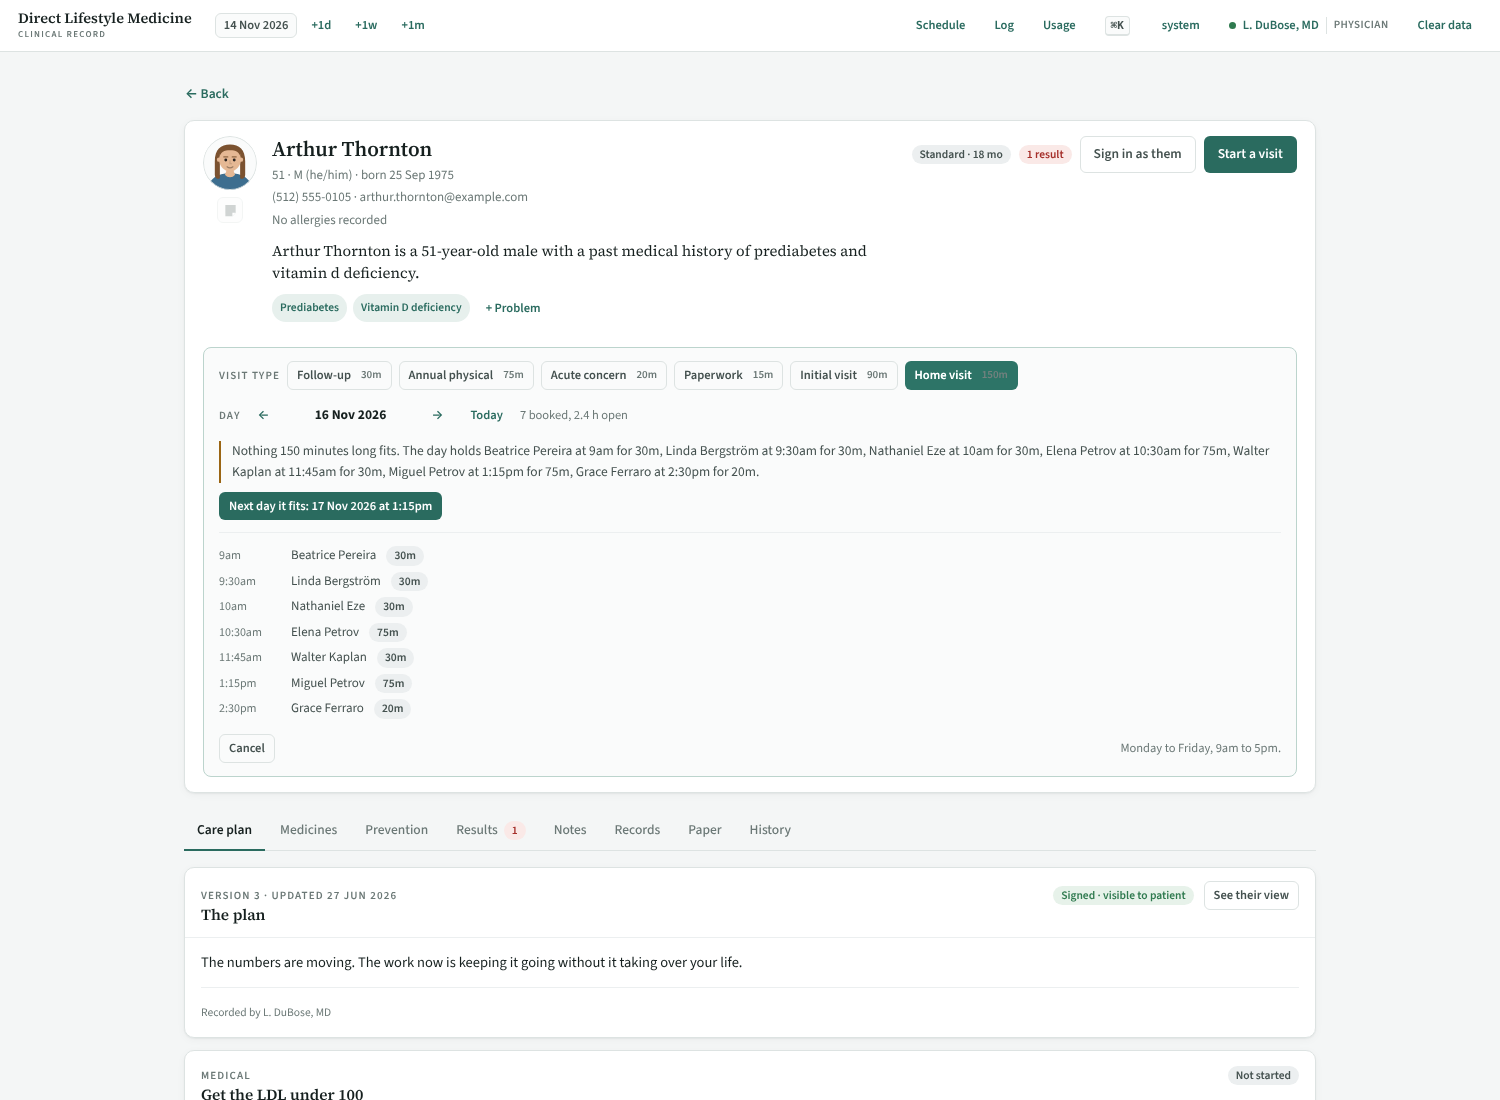 Direct Lifestyle Medicine
CLINICAL RECORD
14 Nov 2026 +1d +1w +1m
Schedule Log Usage ⌘K system L. DuBose, MD PHYSICIAN Clear data
← Back
Arthur Thornton
Standard · 18 mo 1 result Sign in as them Start a visit
51 · M (he/him) · born 25 Sep 1975
(512) 555-0105 · arthur.thornton@example.com
No allergies recorded
Arthur Thornton is a 51-year-old male with a past medical history of prediabetes and
vitamin d deficiency.
Prediabetes Vitamin D deficiency + Problem
VISIT TYPE Follow-up 30m Annual physical 75m Acute concern 20m Paperwork 15m Initial visit 90m Home visit 150m
DAY ← 16 Nov 2026 → Today 7 booked, 2.4 h open
Nothing 150 minutes long fits. The day holds Beatrice Pereira at 9am for 30m, Linda Bergström at 9:30am for 30m, Nathaniel Eze at 10am for 30m, Elena Petrov at 10:30am for 75m, Walter
Kaplan at 11:45am for 30m, Miguel Petrov at 1:15pm for 75m, Grace Ferraro at 2:30pm for 20m.
Next day it fits: 17 Nov 2026 at 1:15pm
9am Beatrice Pereira 30m
9:30am Linda Bergström 30m
10am Nathaniel Eze 30m
10:30am Elena Petrov 75m
11:45am Walter Kaplan 30m
1:15pm Miguel Petrov 75m
2:30pm Grace Ferraro 20m
Cancel Monday to Friday, 9am to 5pm.
Care plan Medicines Prevention Results 1 Notes Records Paper History
VERSION 3 · UPDATED 27 JUN 2026
The plan
Signed · visible to patient See their view
The numbers are moving. The work now is keeping it going without it taking over your life.
Recorded by L. DuBose, MD
MEDICAL
Get the LDL under 100
Not started